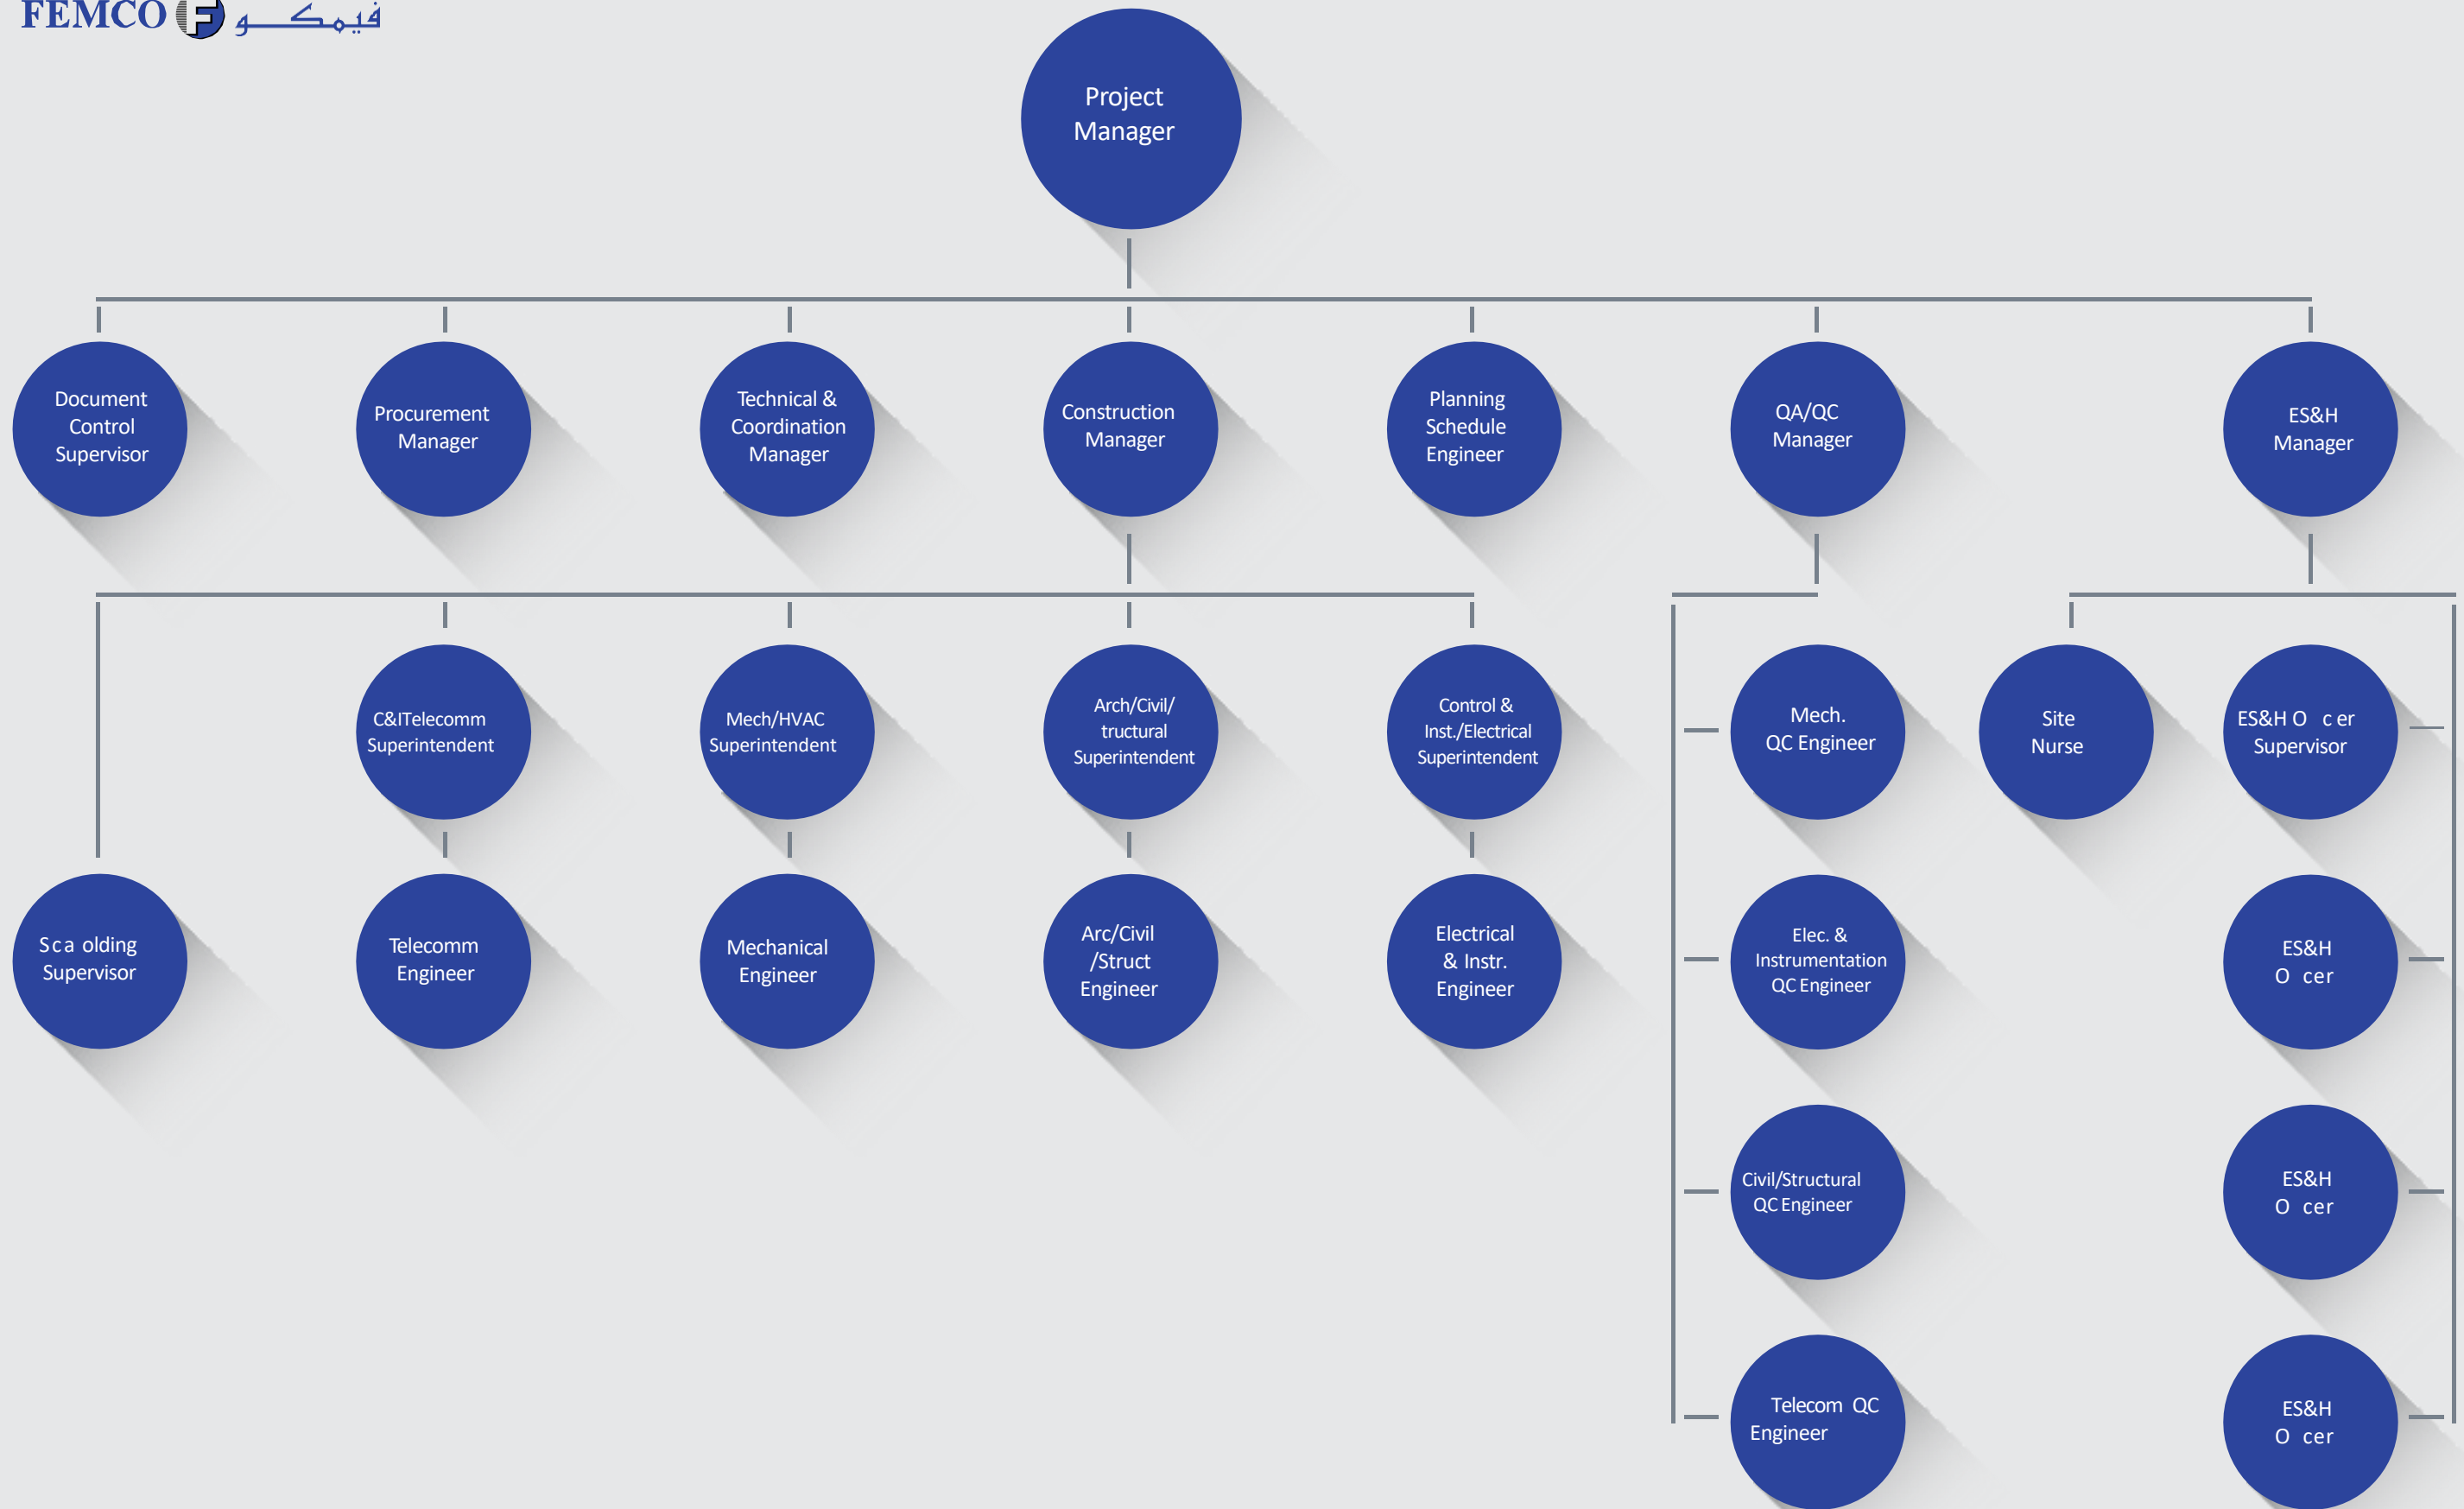 FEMCO F فيمكو
Project
Manager
Document
Control
Supervisor
Procurement
Manager
Technical &
Coordination
Manager
Construction
Manager
Planning
Schedule
Engineer
QA/QC
Manager
ES&H
Manager
C&ITelecomm
Superintendent
Mech/HVAC
Superintendent
Arch/Civil/
tructural
Superintendent
Control &
Inst./Electrical
Superintendent
Mech.
QC Engineer
Site
Nurse
ES&H O cer
Supervisor
Sca olding
Supervisor
Telecomm
Engineer
Mechanical
Engineer
Arc/Civil
/Struct
Engineer
Electrical
& Instr.
Engineer
Elec. &
Instrumentation
QC Engineer
ES&H
O cer
Civil/Structural
QC Engineer
ES&H
O cer
Telecom QC
Engineer
ES&H
O cer